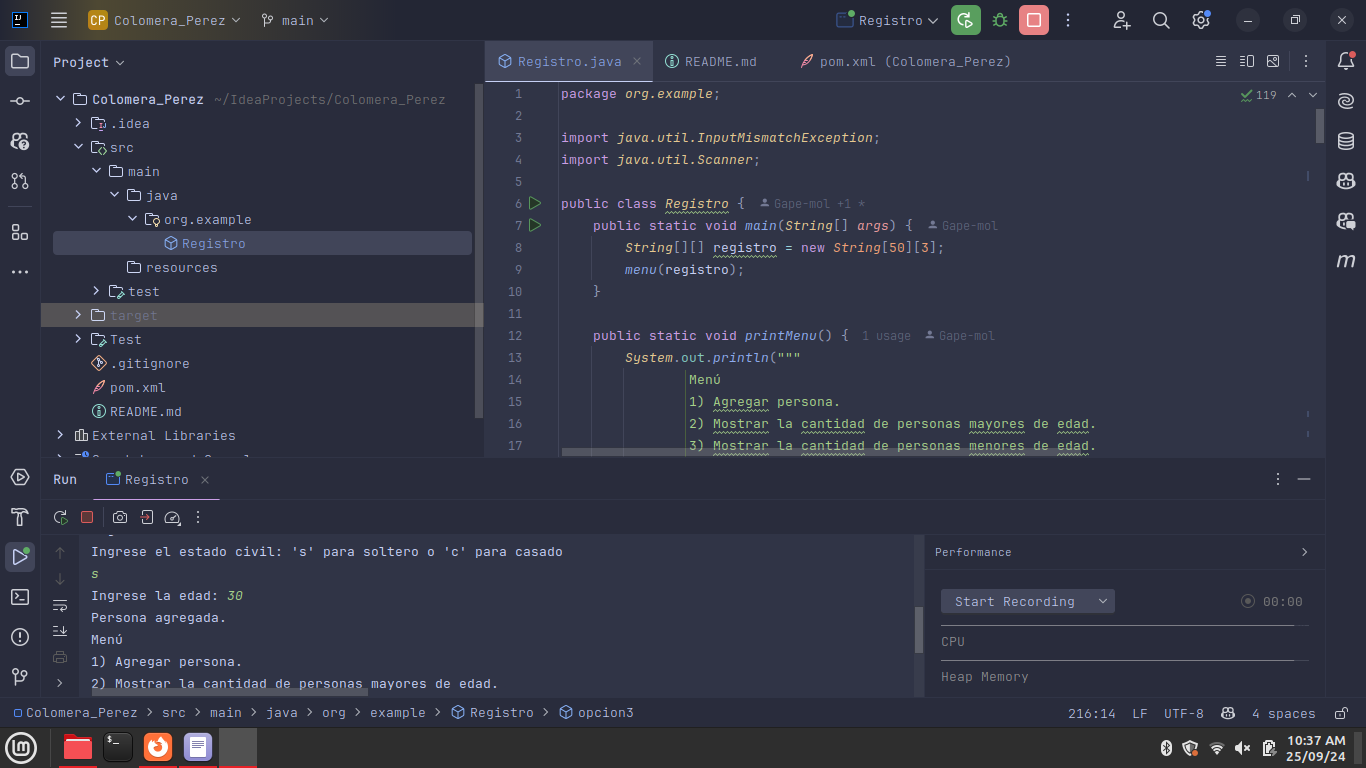 CP Colomera_Perez main Registro
Project
Registro.java README.md pom.xml (Colomera_Perez)
Colomera_Perez ~/IdeaProjects/Colomera_Perez
.idea
src
main
java
org.example
Registro
resources
test
target
Test
.gitignore
pom.xml
README.md
External Libraries
119
1 package org.example;
2
3 import java.util.InputMismatchException;
4 import java.util.Scanner;
5
6 public class Registro { Gape-mol +1 *
7 public static void main(String[] args) { Gape-mol
8 String[][] registro = new String[50][3];
9 menu(registro);
10 }
11
12 public static void printMenu() { 1 usage Gape-mol
13 System.out.println("""
14 Menú
15 1) Agregar persona.
16 2) Mostrar la cantidad de personas mayores de edad.
17 3) Mostrar la cantidad de personas menores de edad.
Run Registro
Ingrese el estado civil: 's' para soltero o 'c' para casado
s
Ingrese la edad: 30
Persona agregada.
Menú
1) Agregar persona.
2) Mostrar la cantidad de personas mayores de edad.
Performance
Start Recording 00:00
CPU
Heap Memory
Colomera_Perez > src > main > java > org > example > Registro > opcion3 216:14 LF UTF-8 4 spaces
10:37 AM
25/09/24